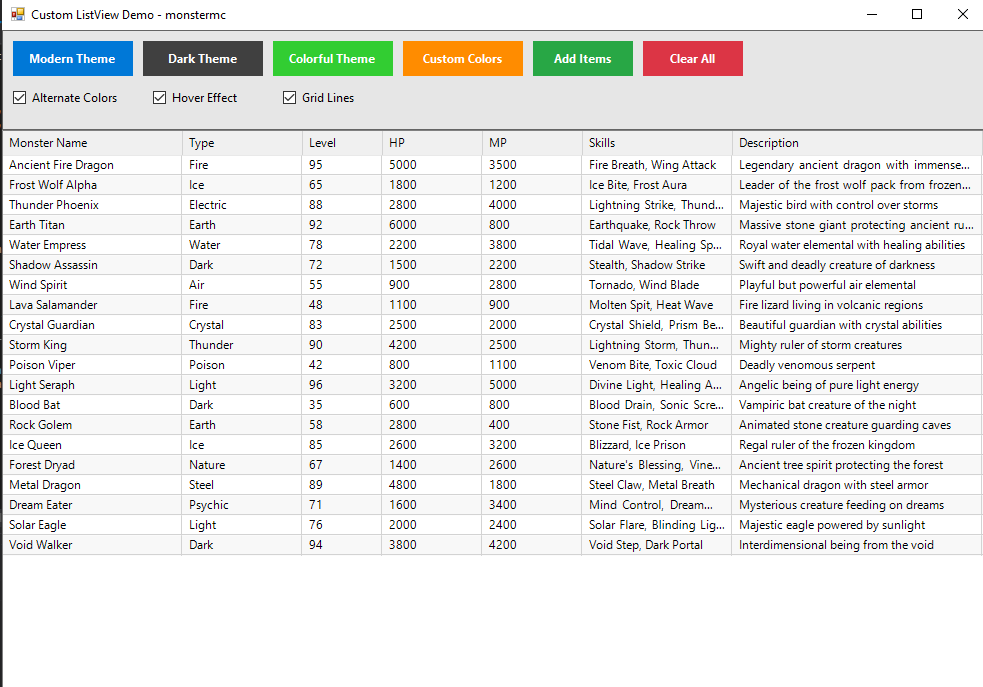 Custom ListView Demo - monstermc
Modern Theme Dark Theme Colorful Theme Custom Colors Add Items Clear All
Alternate Colors Hover Effect Grid Lines
Monster Name Type Level HP MP Skills Description
Ancient Fire Dragon Fire 95 5000 3500 Fire Breath, Wing Attack Legendary ancient dragon with immense...
Frost Wolf Alpha Ice 65 1800 1200 Ice Bite, Frost Aura Leader of the frost wolf pack from frozen...
Thunder Phoenix Electric 88 2800 4000 Lightning Strike, Thund... Majestic bird with control over storms
Earth Titan Earth 92 6000 800 Earthquake, Rock Throw Massive stone giant protecting ancient ru...
Water Empress Water 78 2200 3800 Tidal Wave, Healing Sp... Royal water elemental with healing abilities
Shadow Assassin Dark 72 1500 2200 Stealth, Shadow Strike Swift and deadly creature of darkness
Wind Spirit Air 55 900 2800 Tornado, Wind Blade Playful but powerful air elemental
Lava Salamander Fire 48 1100 900 Molten Spit, Heat Wave Fire lizard living in volcanic regions
Crystal Guardian Crystal 83 2500 2000 Crystal Shield, Prism Be... Beautiful guardian with crystal abilities
Storm King Thunder 90 4200 2500 Lightning Storm, Thun... Mighty ruler of storm creatures
Poison Viper Poison 42 800 1100 Venom Bite, Toxic Cloud Deadly venomous serpent
Light Seraph Light 96 3200 5000 Divine Light, Healing A... Angelic being of pure light energy
Blood Bat Dark 35 600 800 Blood Drain, Sonic Scre... Vampiric bat creature of the night
Rock Golem Earth 58 2800 400 Stone Fist, Rock Armor Animated stone creature guarding caves
Ice Queen Ice 85 2600 3200 Blizzard, Ice Prison Regal ruler of the frozen kingdom
Forest Dryad Nature 67 1400 2600 Nature's Blessing, Vine... Ancient tree spirit protecting the forest
Metal Dragon Steel 89 4800 1800 Steel Claw, Metal Breath Mechanical dragon with steel armor
Dream Eater Psychic 71 1600 3400 Mind Control, Dream... Mysterious creature feeding on dreams
Solar Eagle Light 76 2000 2400 Solar Flare, Blinding Lig... Majestic eagle powered by sunlight
Void Walker Dark 94 3800 4200 Void Step, Dark Portal Interdimensional being from the void